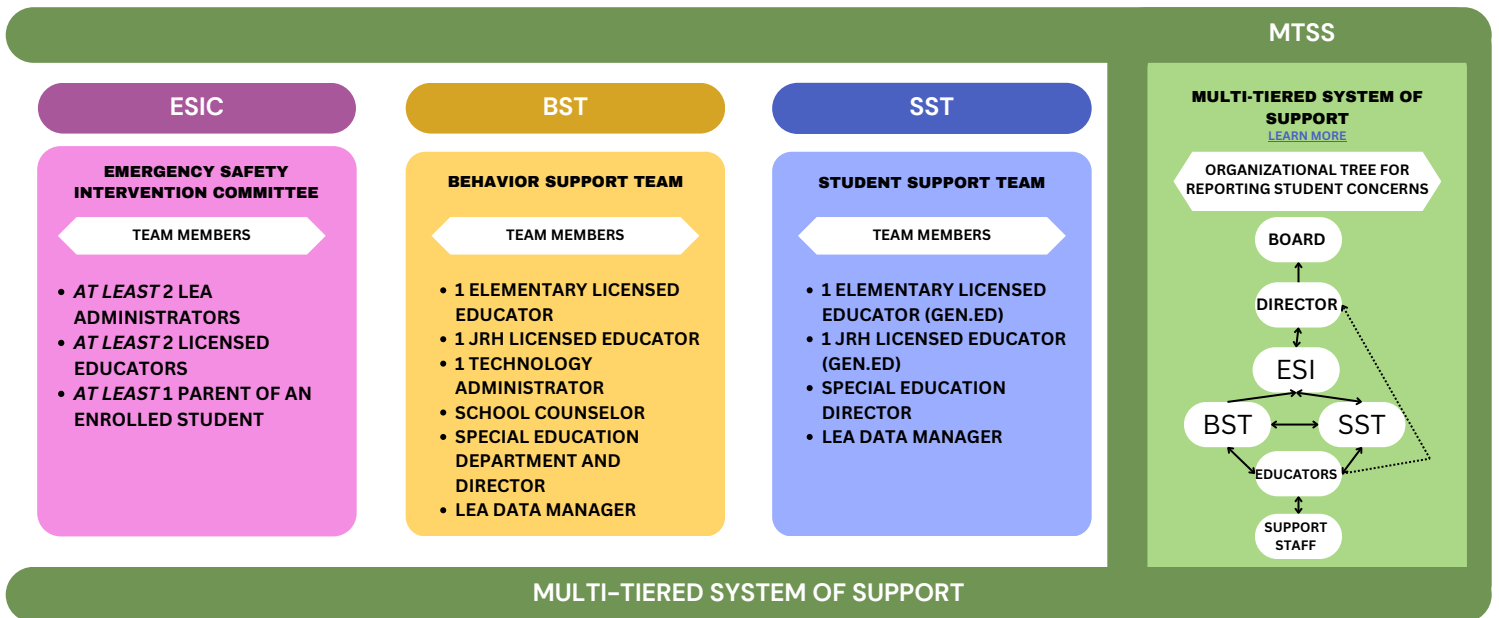 MTSS
ESIC
EMERGENCY SAFETY
INTERVENTION COMMITTEE
TEAM MEMBERS
• AT LEAST 2 LEA
ADMINISTRATORS
• AT LEAST 2 LICENSED
EDUCATORS
• AT LEAST 1 PARENT OF AN
ENROLLED STUDENT
BST
BEHAVIOR SUPPORT TEAM
TEAM MEMBERS
• 1 ELEMENTARY LICENSED
EDUCATOR
• 1 JRH LICENSED EDUCATOR
• 1 TECHNOLOGY
ADMINISTRATOR
• SCHOOL COUNSELOR
• SPECIAL EDUCATION
DEPARTMENT AND
DIRECTOR
• LEA DATA MANAGER
SST
STUDENT SUPPORT TEAM
TEAM MEMBERS
• 1 ELEMENTARY LICENSED
EDUCATOR (GEN.ED)
• 1 JRH LICENSED EDUCATOR
(GEN.ED)
• SPECIAL EDUCATION
DIRECTOR
• LEA DATA MANAGER
MULTI-TIERED SYSTEM OF
SUPPORT
LEARN MORE
ORGANIZATIONAL TREE FOR
REPORTING STUDENT CONCERNS
BOARD
DIRECTOR
ESI
BST
SST
EDUCATORS
SUPPORT
STAFF
MULTI-TIERED SYSTEM OF SUPPORT